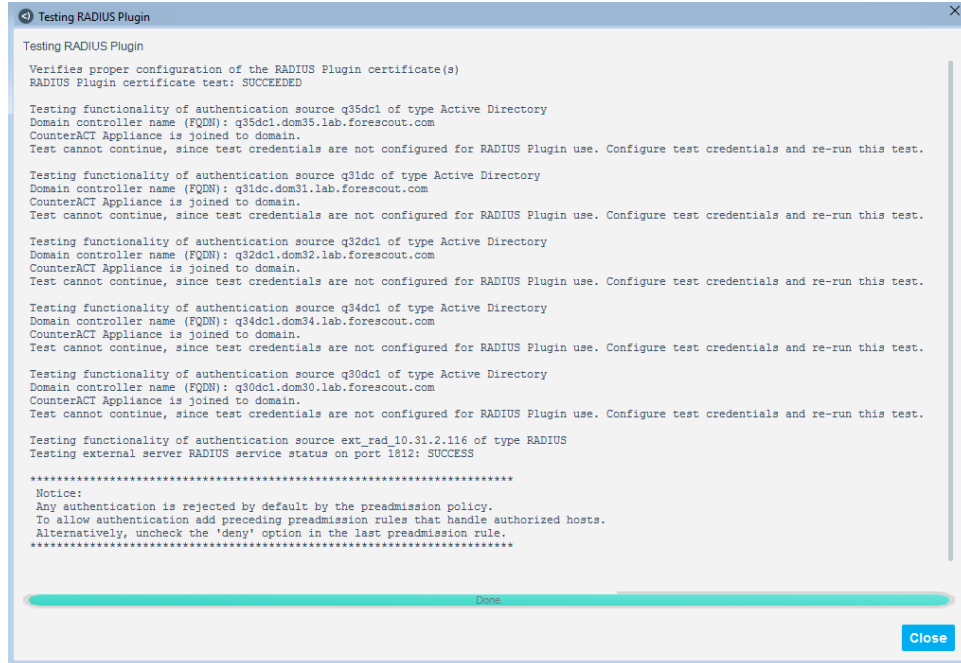 Testing RADIUS Plugin
Testing RADIUS Plugin
Verifies proper configuration of the RADIUS Plugin certificate(s)
RADIUS Plugin certificate test: SUCCEEDED
Testing functionality of authentication source q35dc1 of type Active Directory
Domain controller name (FQDN): q35dc1.dom35.lab.forescout.com
CounterACT Appliance is joined to domain.
Test cannot continue, since test credentials are not configured for RADIUS Plugin use. Configure test credentials and re-run this test.
Testing functionality of authentication source q31dc of type Active Directory
Domain controller name (FQDN): q31dc.dom31.lab.forescout.com
CounterACT Appliance is joined to domain.
Test cannot continue, since test credentials are not configured for RADIUS Plugin use. Configure test credentials and re-run this test.
Testing functionality of authentication source q32dc1 of type Active Directory
Domain controller name (FQDN): q32dc1.dom32.lab.forescout.com
CounterACT Appliance is joined to domain.
Test cannot continue, since test credentials are not configured for RADIUS Plugin use. Configure test credentials and re-run this test.
Testing functionality of authentication source q34dc1 of type Active Directory
Domain controller name (FQDN): q34dc1.dom34.lab.forescout.com
CounterACT Appliance is joined to domain.
Test cannot continue, since test credentials are not configured for RADIUS Plugin use. Configure test credentials and re-run this test.
Testing functionality of authentication source q30dc1 of type Active Directory
Domain controller name (FQDN): q30dc1.dom30.lab.forescout.com
CounterACT Appliance is joined to domain.
Test cannot continue, since test credentials are not configured for RADIUS Plugin use. Configure test credentials and re-run this test.
Testing functionality of authentication source ext_rad_10.31.2.116 of type RADIUS
Testing external server RADIUS service status on port 1812: SUCCESS
*************************************************************************
Notice:
Any authentication is rejected by default by the preadmission policy.
To allow authentication add preceding preadmission rules that handle authorized hosts.
Alternatively, uncheck the 'deny' option in the last preadmission rule.
*************************************************************************
Done.
Close